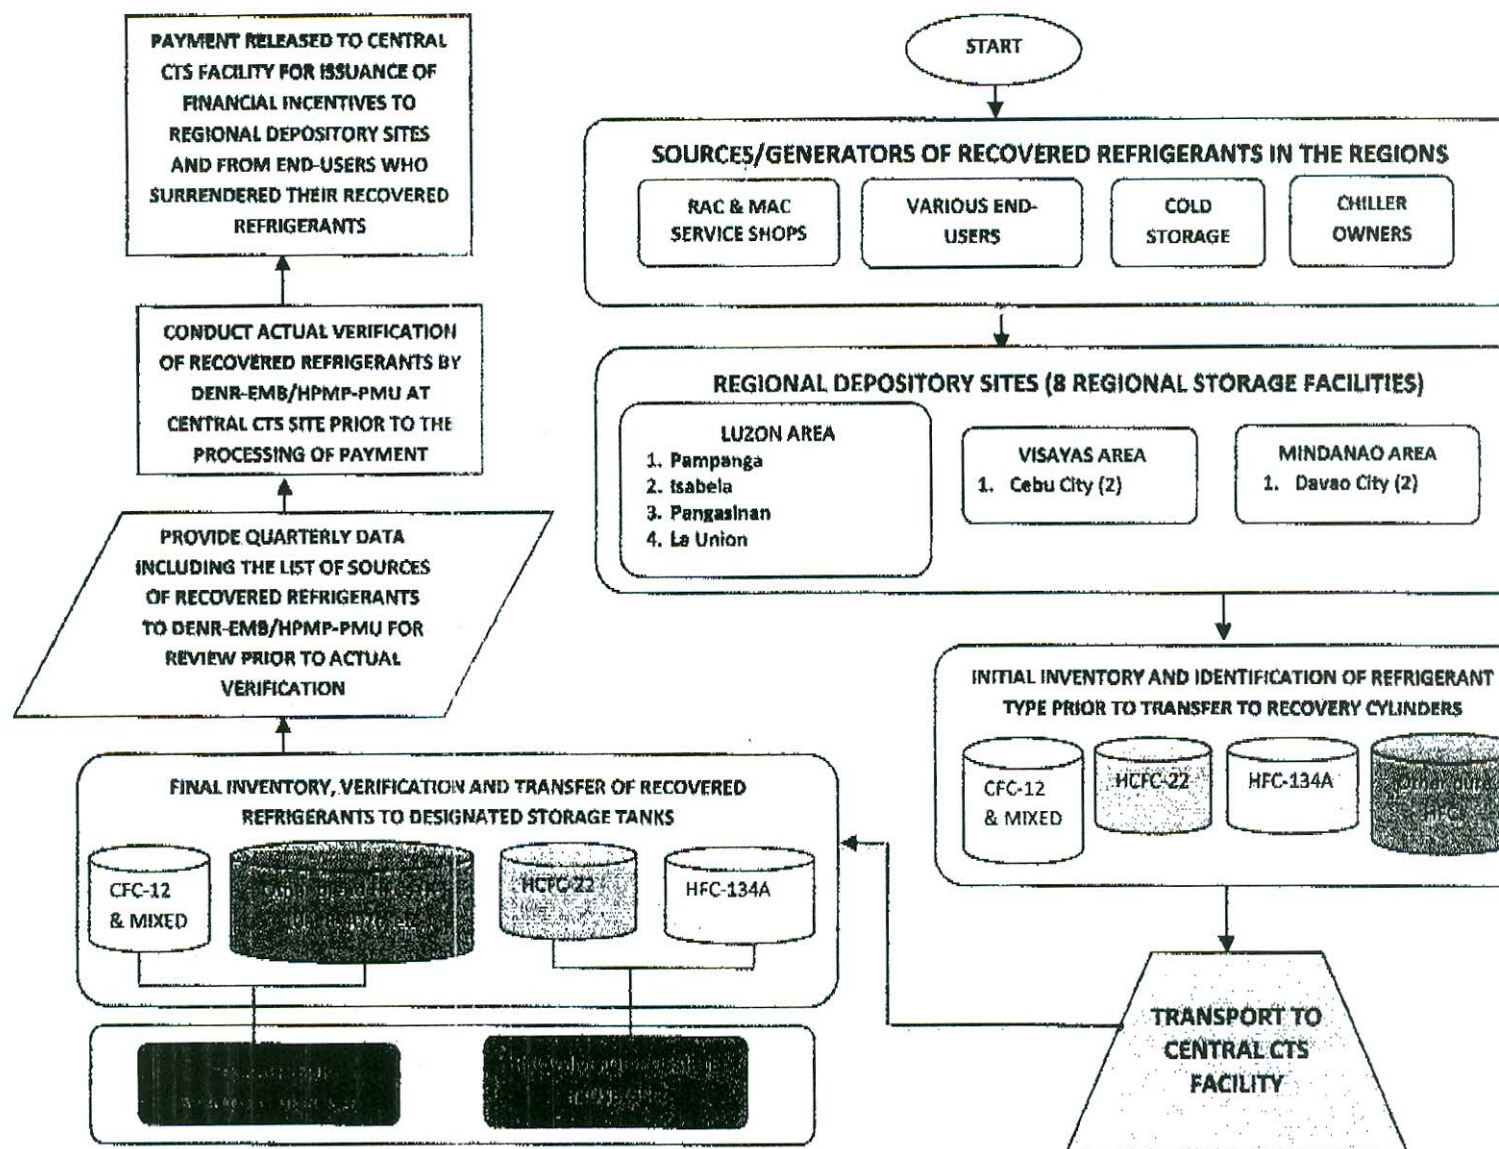 START
SOURCES/GENERATORS OF RECOVERED REFRIGERANTS IN THE REGIONS
RAC & MAC
SERVICE SHOPS
VARIOUS END-
USERS
COLD
STORAGE
CHILLER
OWNERS
REGIONAL DEPOSITORY SITES (8 REGIONAL STORAGE FACILITIES)
LUZON AREA
1. Pampanga
2. Isabela
3. Pangasinan
4. La Union
VISAYAS AREA
1. Cebu City (2)
MINDANAO AREA
1. Davao City (2)
INITIAL INVENTORY AND IDENTIFICATION OF REFRIGERANT
TYPE PRIOR TO TRANSFER TO RECOVERY CYLINDERS
CFC-12
& MIXED
HCFC-22
HFC-134A
Other pure
HFCs
TRANSPORT TO
CENTRAL CTS
FACILITY
FINAL INVENTORY, VERIFICATION AND TRANSFER OF RECOVERED
REFRIGERANTS TO DESIGNATED STORAGE TANKS
CFC-12
& MIXED
HCFC-22
HFC-134A
PROVIDE QUARTERLY DATA
INCLUDING THE LIST OF SOURCES
OF RECOVERED REFRIGERANTS
TO DENR-EMB/HPMP-PMU FOR
REVIEW PRIOR TO ACTUAL
VERIFICATION
CONDUCT ACTUAL VERIFICATION
OF RECOVERED REFRIGERANTS BY
DENR-EMB/HPMP-PMU AT
CENTRAL CTS SITE PRIOR TO THE
PROCESSING OF PAYMENT
PAYMENT RELEASED TO CENTRAL
CTS FACILITY FOR ISSUANCE OF
FINANCIAL INCENTIVES TO
REGIONAL DEPOSITORY SITES
AND FROM END-USERS WHO
SURRENDERED THEIR RECOVERED
REFRIGERANTS